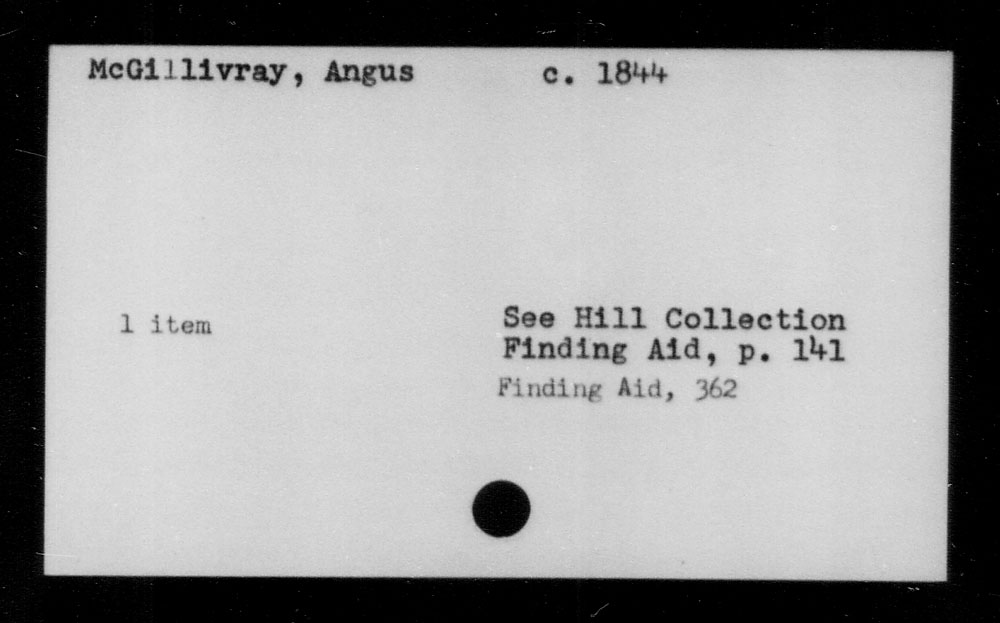 McGillivray, Angus c. 1844
1 item
See Hill Collection
Finding Aid, p. 141
Finding Aid, 362